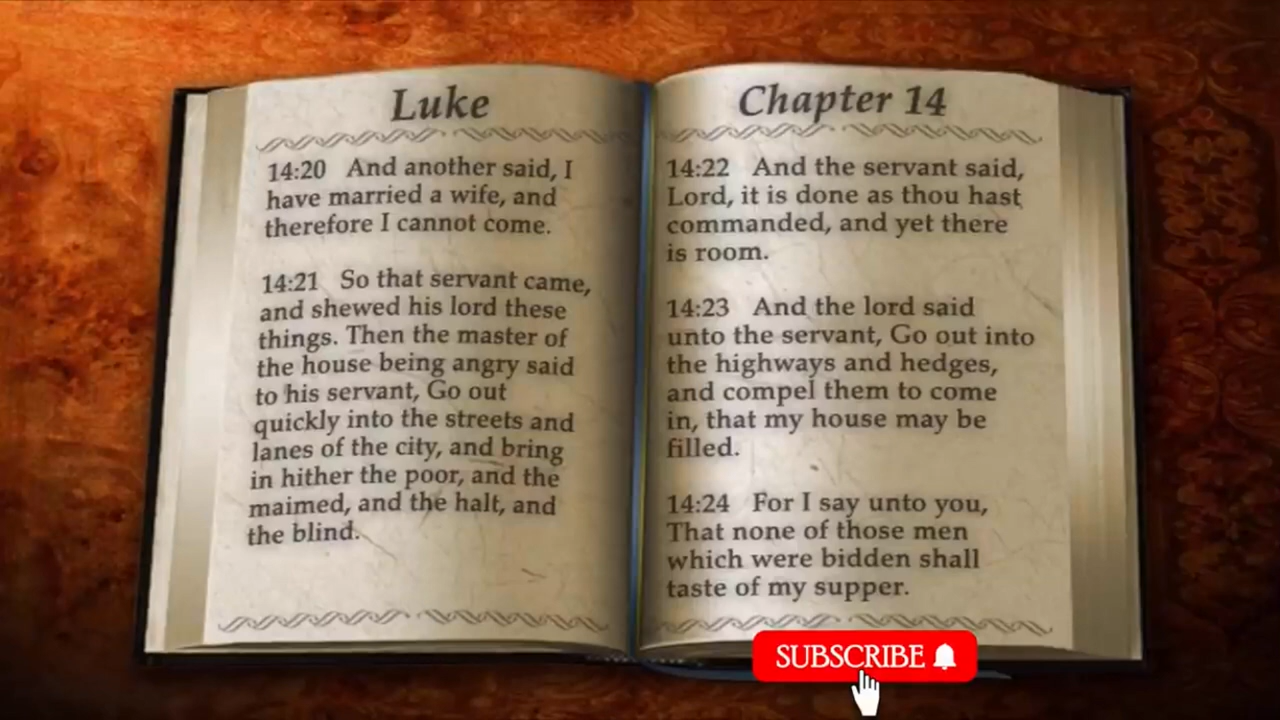 Luke
14:20 And another said, I
have married a wife, and
therefore I cannot come.
14:21 So that servant came,
and shewed his lord these
things. Then the master of
the house being angry said
to his servant, Go out
quickly into the streets and
lanes of the city, and bring
in hither the poor, and the
maimed, and the halt, and
the blind.
Chapter 14
14:22 And the servant said,
Lord, it is done as thou hast
commanded, and yet there
is room.
14:23 And the lord said
unto the servant, Go out into
the highways and hedges,
and compel them to come
in, that my house may be
filled.
14:24 For I say unto you,
That none of those men
which were bidden shall
taste of my supper.
SUBSCRIBE